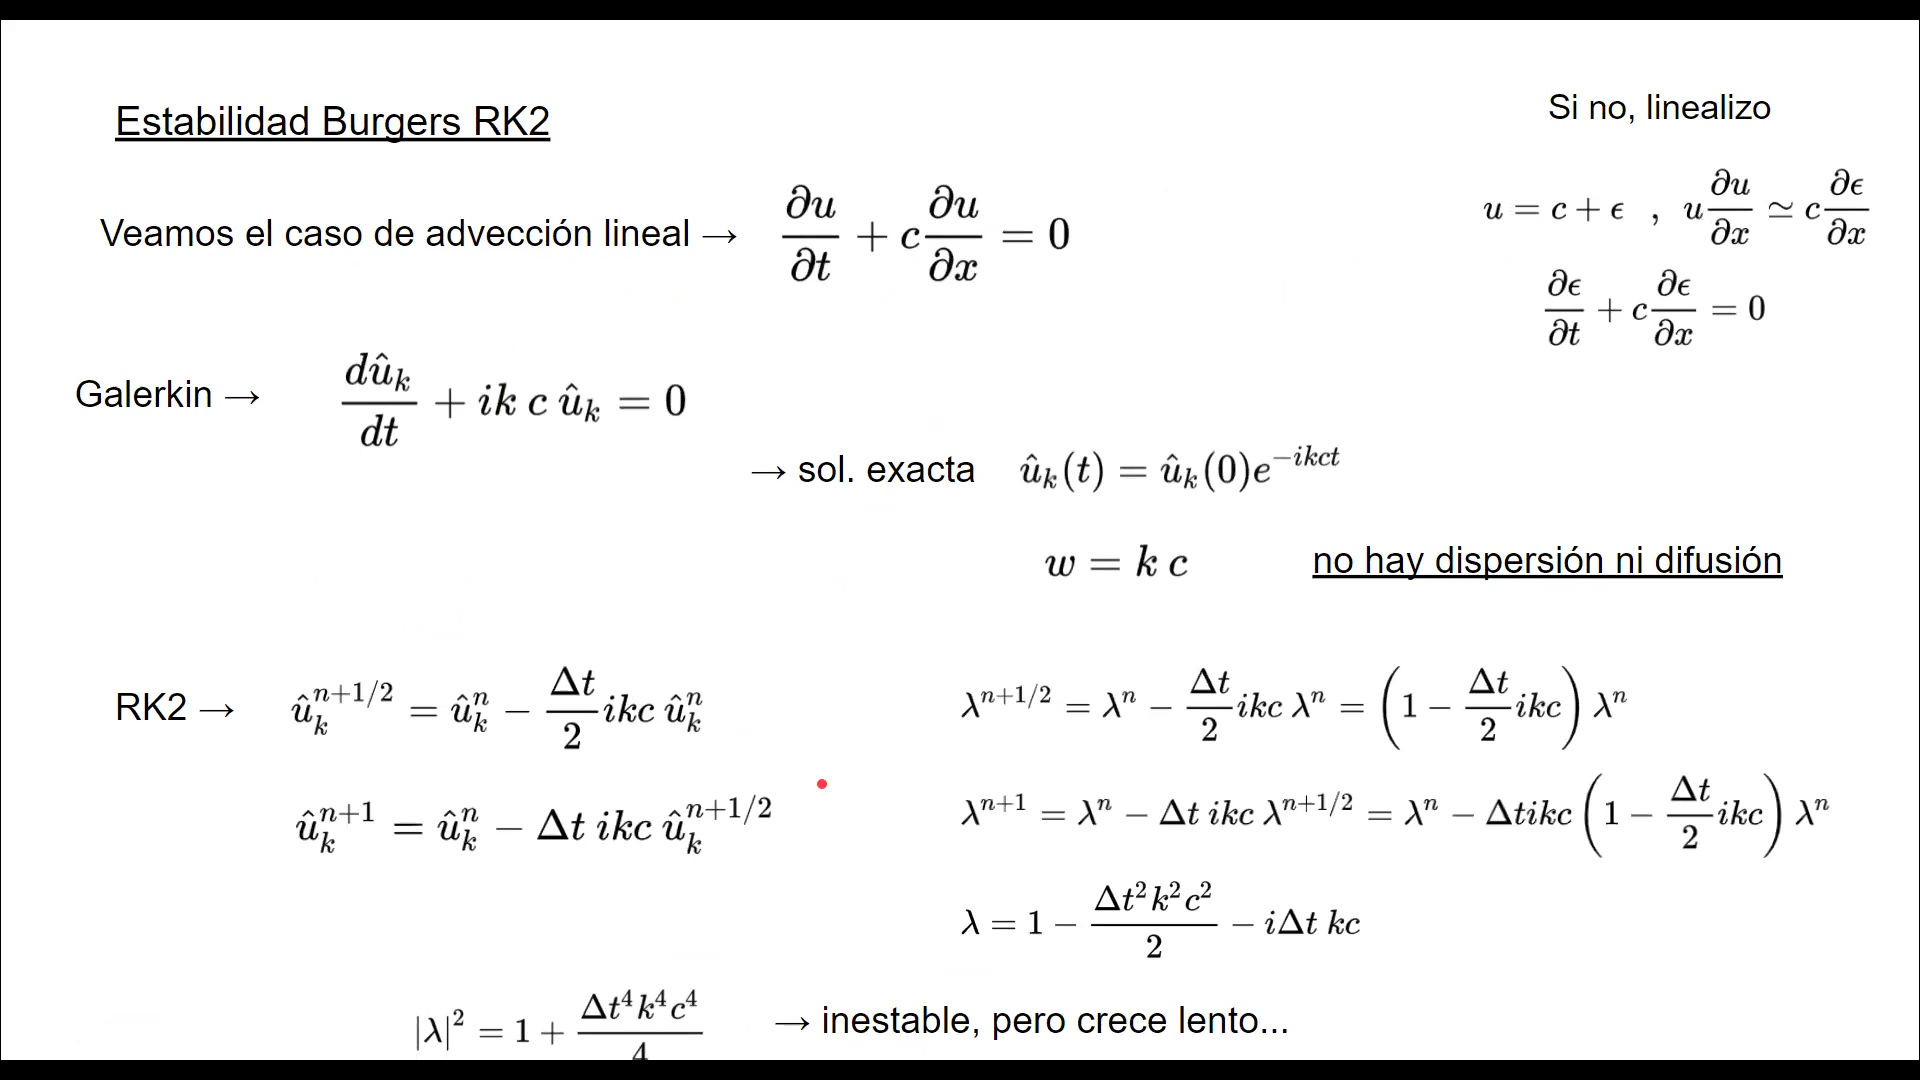 Estabilidad Burgers RK2
Si no, linealizo
Veamos el caso de advección lineal → ∂u/∂t + c ∂u/∂x = 0
u = c + ϵ , u ∂u/∂x ≃ c ∂ϵ/∂x
∂ϵ/∂t + c ∂ϵ/∂x = 0
Galerkin → dû_k/dt + ik c û_k = 0
→ sol. exacta û_k(t) = û_k(0)e^{-ikct}
w = k c
no hay dispersión ni difusión
RK2 → û_k^{n+1/2} = û_k^n − Δt/2 ikc û_k^n
û_k^{n+1} = û_k^n − Δt ikc û_k^{n+1/2}
λ^{n+1/2} = λ^n − Δt/2 ikc λ^n = (1 − Δt/2 ikc) λ^n
λ^{n+1} = λ^n − Δt ikc λ^{n+1/2} = λ^n − Δtikc (1 − Δt/2 ikc) λ^n
λ = 1 − Δt²k²c²/2 − iΔt kc
|λ|² = 1 + Δt⁴k⁴c⁴/4 → inestable, pero crece lento...